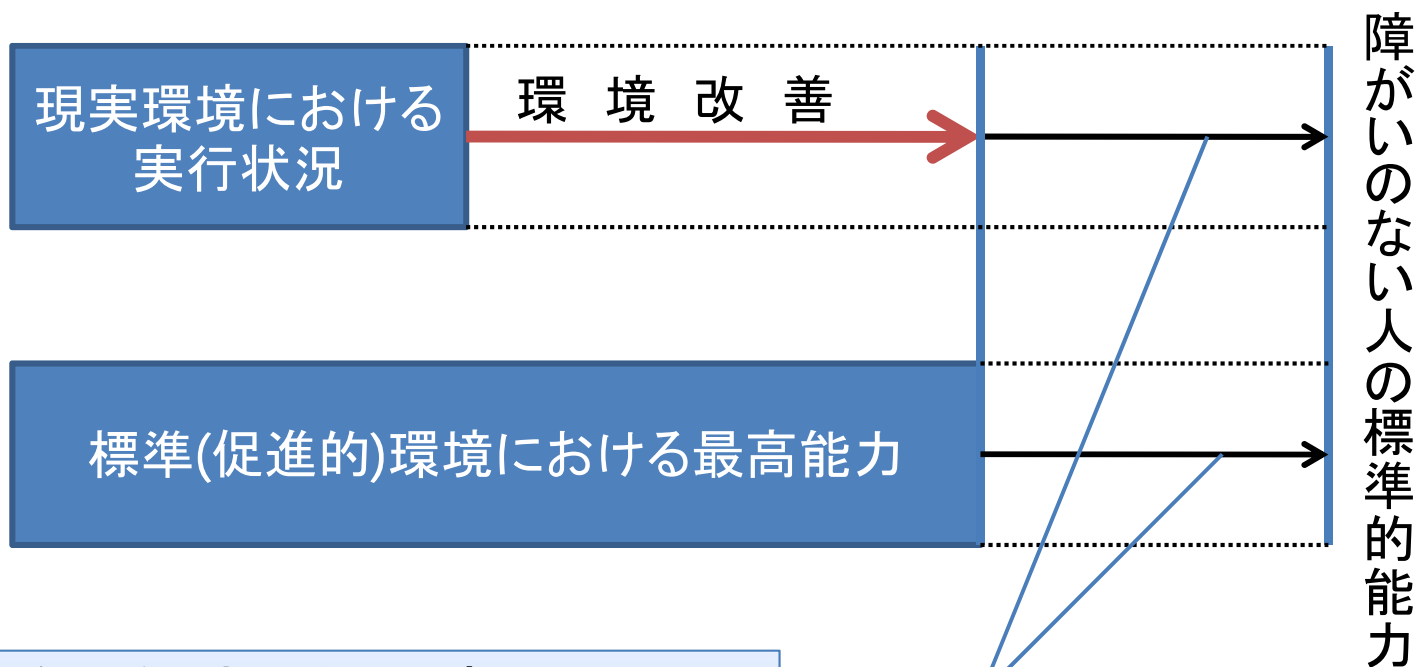 現実環境における
実行状況
環境改善
標準(促進的)環境における最高能力
障がいのない人の標準的能力